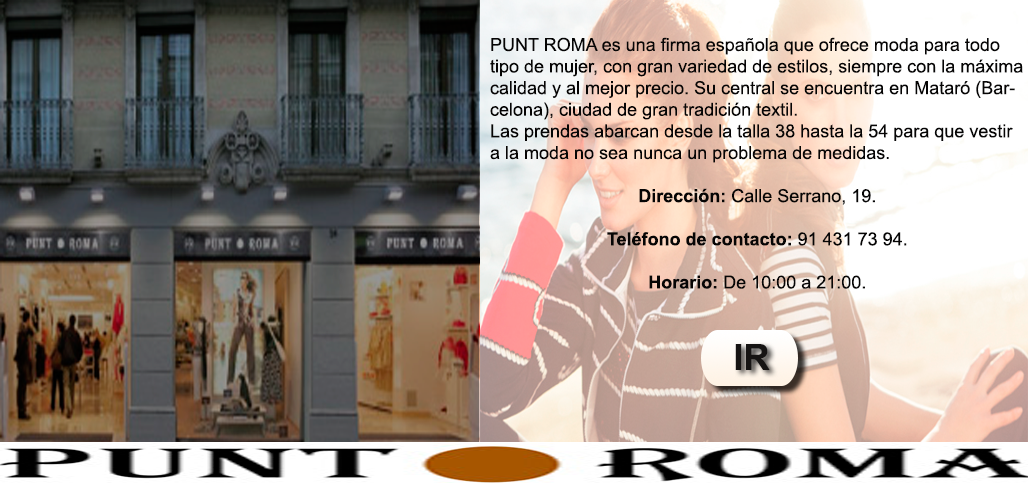 PUNT ROMA es una firma española que ofrece moda para todo
tipo de mujer, con gran variedad de estilos, siempre con la máxima
calidad y al mejor precio. Su central se encuentra en Mataró (Bar-
celona), ciudad de gran tradición textil.
Las prendas abarcan desde la talla 38 hasta la 54 para que vestir
a la moda no sea nunca un problema de medidas.
Dirección: Calle Serrano, 19.
Teléfono de contacto: 91 431 73 94.
Horario: De 10:00 a 21:00.
PUNT ROMA
PUNT ROMA
PUNT ROMA
IR
PUNT ROMA